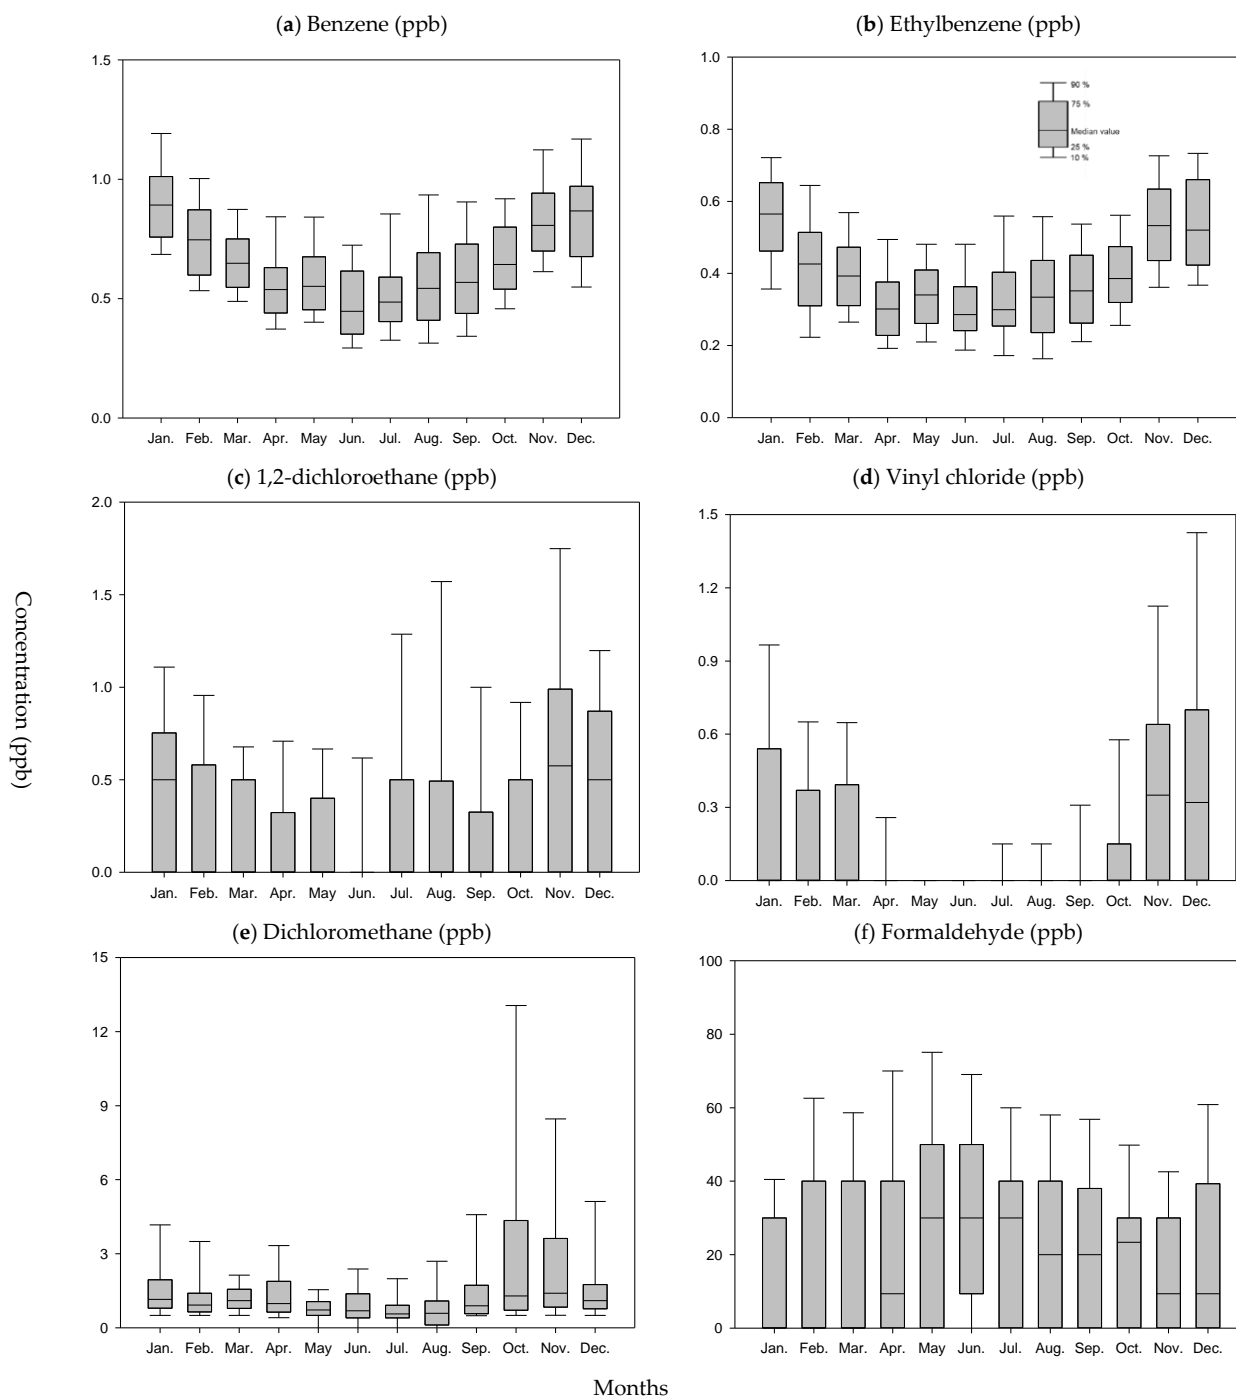 (a) Benzene (ppb)
1.5
1.0
0.5
0.0
Jan. Feb. Mar. Apr. May Jun. Jul. Aug. Sep. Oct. Nov. Dec.
(b) Ethylbenzene (ppb)
1.0
0.8
0.6
0.4
0.2
0.0
90 %
75 %
Median value
25 %
10 %
Jan. Feb. Mar. Apr. May Jun. Jul. Aug. Sep. Oct. Nov. Dec.
(c) 1,2-dichloroethane (ppb)
2.0
1.5
1.0
0.5
0.0
Jan. Feb. Mar. Apr. May Jun. Jul. Aug. Sep. Oct. Nov. Dec.
(d) Vinyl chloride (ppb)
1.5
1.2
0.9
0.6
0.3
0.0
Jan. Feb. Mar. Apr. May Jun. Jul. Aug. Sep. Oct. Nov. Dec.
Concentration (ppb)
(e) Dichloromethane (ppb)
15
12
9
6
3
0
Jan. Feb. Mar. Apr. May Jun. Jul. Aug. Sep. Oct. Nov. Dec.
(f) Formaldehyde (ppb)
100
80
60
40
20
0
Jan. Feb. Mar. Apr. May Jun. Jul. Aug. Sep. Oct. Nov. Dec.
Months